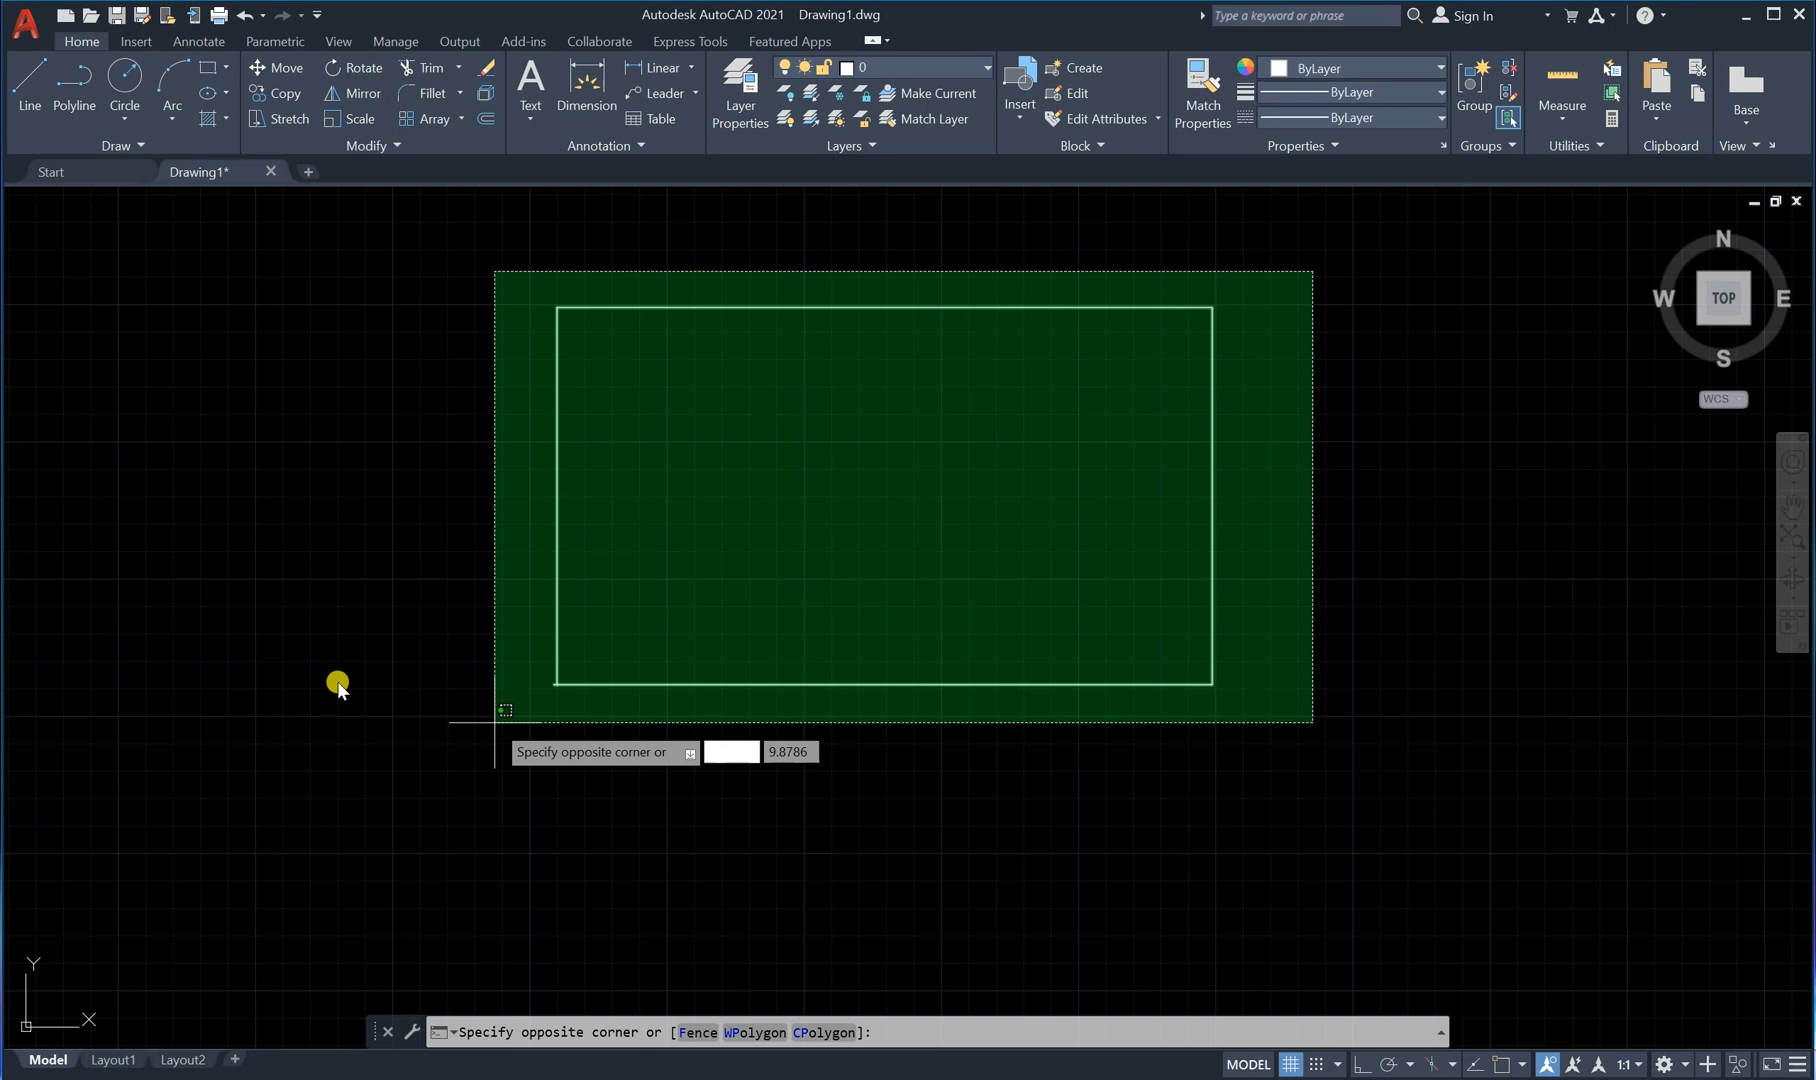 Autodesk AutoCAD 2021 Drawing1.dwg
Type a keyword or phrase
Sign In
Home Insert Annotate Parametric View Manage Output Add-ins Collaborate Express Tools Featured Apps
Line Polyline Circle Arc
Draw
Move Rotate Trim
Copy Mirror Fillet
Stretch Scale Array
Modify
Text Dimension
Linear
Leader
Table
Annotation
Layer Properties
0
Make Current
Match Layer
Layers
Insert
Create
Edit
Edit Attributes
Block
Match Properties
ByLayer
ByLayer
ByLayer
Properties
Group
Groups
Measure
Utilities
Paste
Clipboard
Base
View
Start Drawing1*
N
W TOP E
S
WCS
Specify opposite corner or 9.8786
Y
X
Specify opposite corner or [Fence WPolygon CPolygon]:
Model Layout1 Layout2
MODEL 1:1